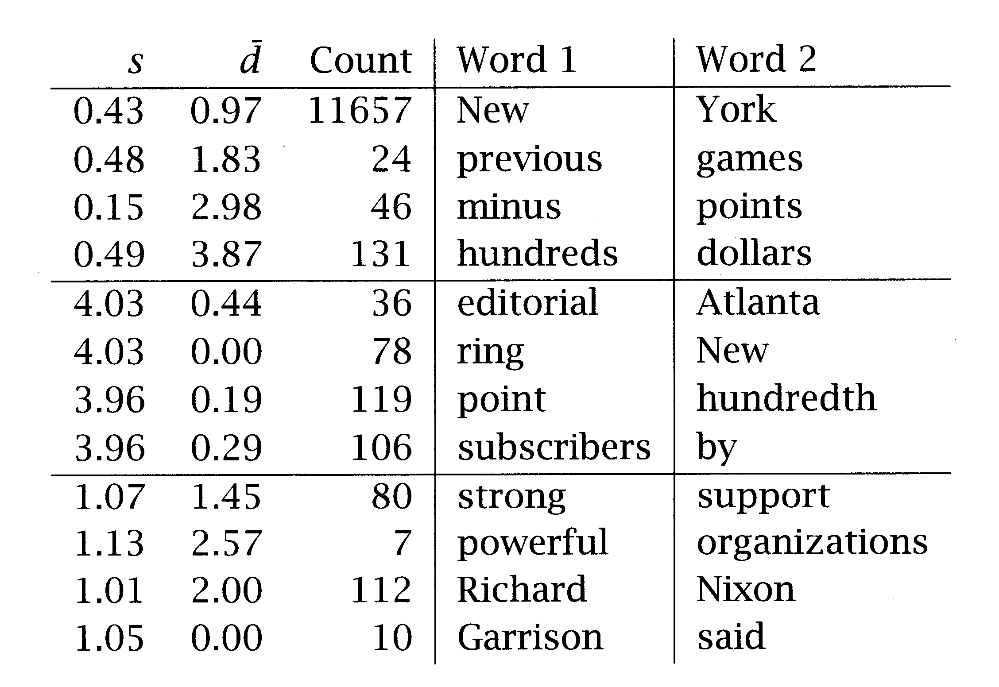 s d̄ Count Word 1 Word 2
0.43 0.97 11657 New York
0.48 1.83 24 previous games
0.15 2.98 46 minus points
0.49 3.87 131 hundreds dollars
4.03 0.44 36 editorial Atlanta
4.03 0.00 78 ring New
3.96 0.19 119 point hundredth
3.96 0.29 106 subscribers by
1.07 1.45 80 strong support
1.13 2.57 7 powerful organizations
1.01 2.00 112 Richard Nixon
1.05 0.00 10 Garrison said